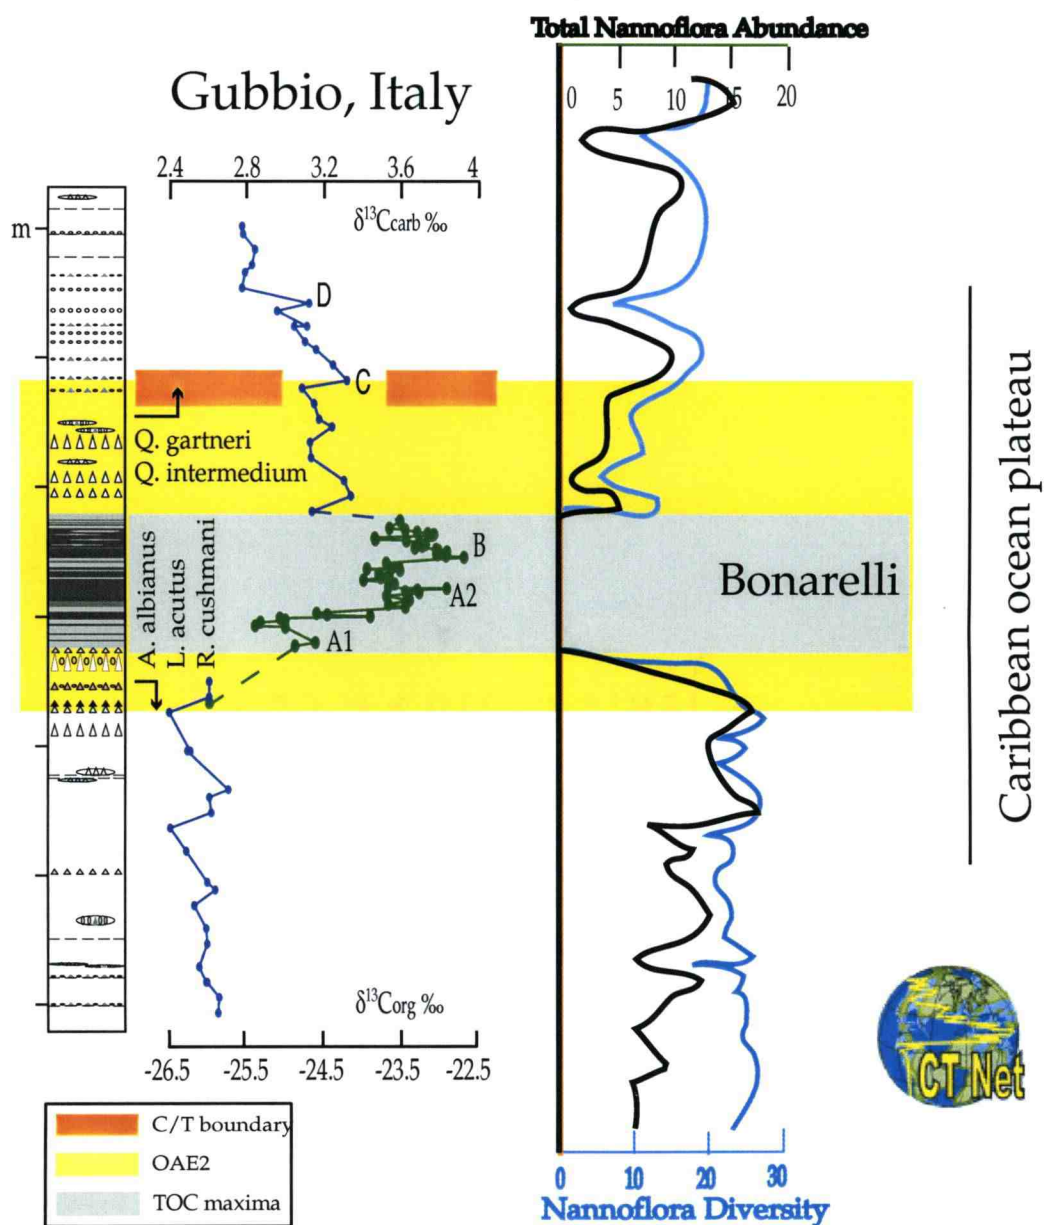 Total Nannoflora Abundance
0 5 10 15 20
Gubbio, Italy
2.4 2.8 3.2 3.6 4
δ¹³Ccarb ‰
m
D
C
Q. gartneri
Q. intermedium
A. albianus
L. acutus
R. cushmani
B
A2
A1
Bonarelli
Caribbean ocean plateau
δ¹³Corg ‰
-26.5 -25.5 -24.5 -23.5 -22.5
CT Net
C/T boundary
OAE2
TOC maxima
0 10 20 30
Nannoflora Diversity